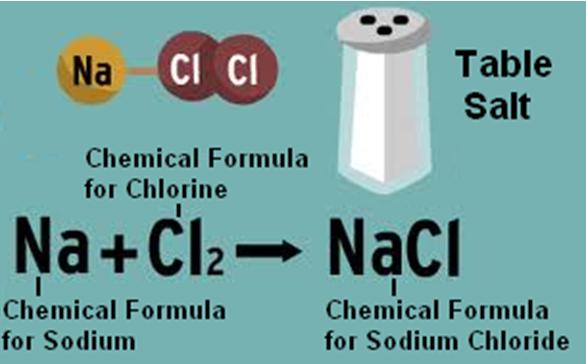 Na Cl Cl
Table
Salt
Chemical Formula
for Chlorine
Na + Cl₂ → NaCl
Chemical Formula
for Sodium
Chemical Formula
for Sodium Chloride